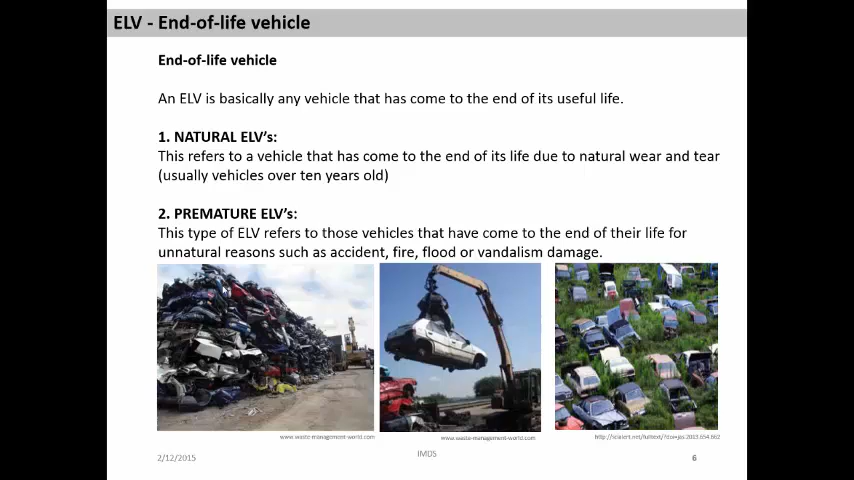 ELV - End-of-life vehicle
End-of-life vehicle
An ELV is basically any vehicle that has come to the end of its useful life.
1. NATURAL ELV's:
This refers to a vehicle that has come to the end of its life due to natural wear and tear
(usually vehicles over ten years old)
2. PREMATURE ELV's:
This type of ELV refers to those vehicles that have come to the end of their life for
unnatural reasons such as accident, fire, flood or vandalism damage.
www.waste-management-world.com
www.waste-management-world.com
2/12/2015
IMDS
6